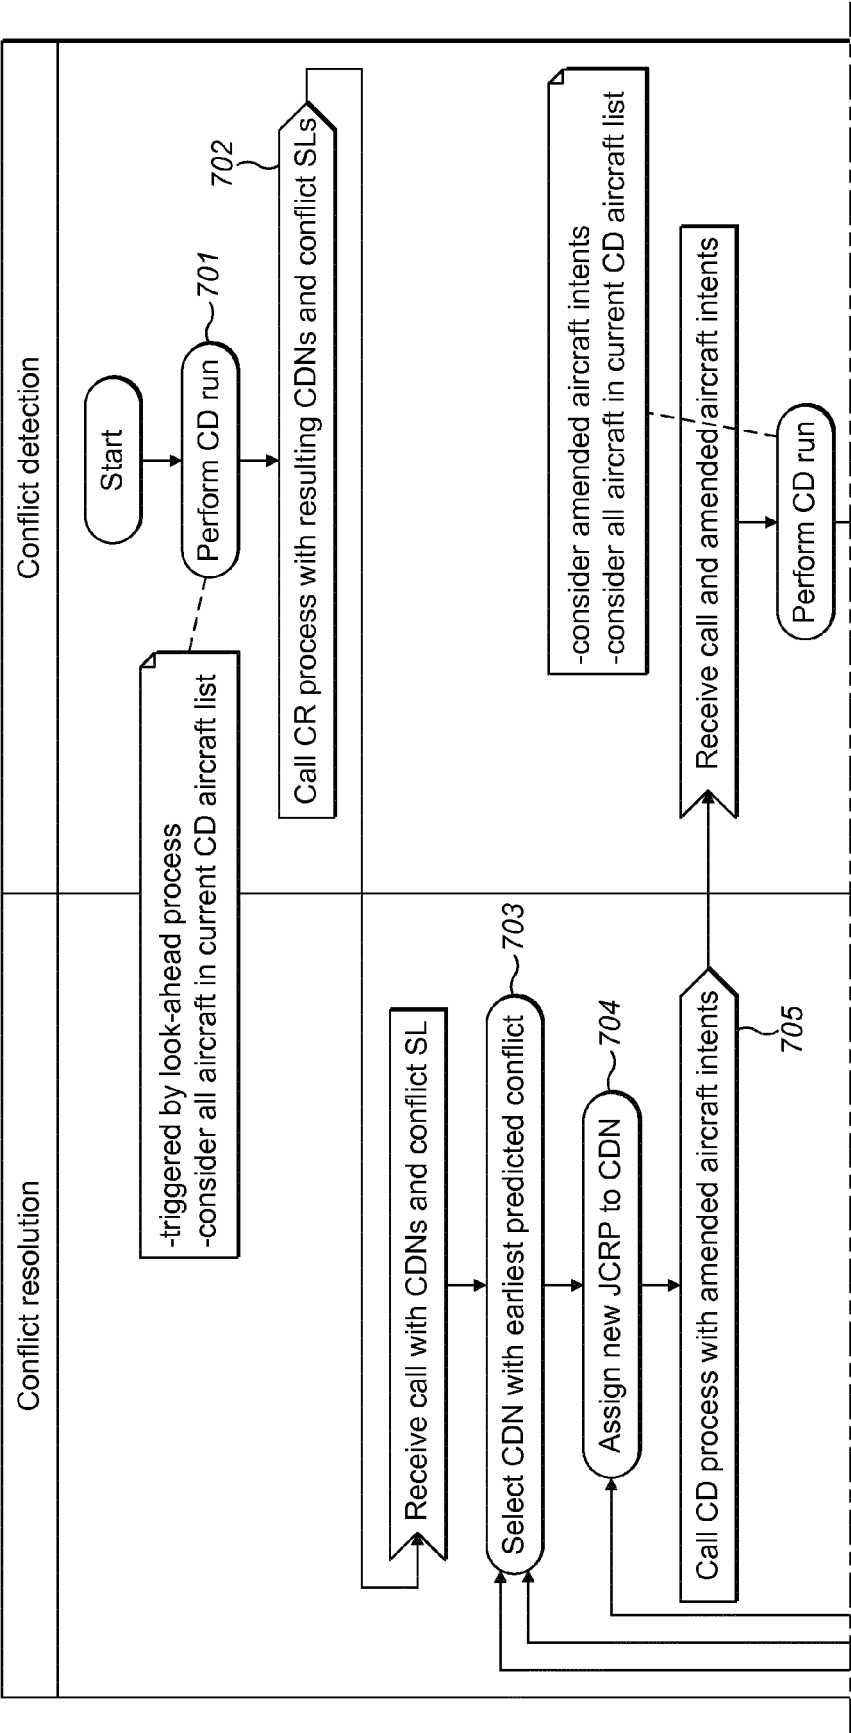 Conflict resolution
Conflict detection
Start
-triggered by look-ahead process
-consider all aircraft in current CD aircraft list
Perform CD run
701
Call CR process with resulting CDNs and conflict SLs
702
Receive call with CDNs and conflict SL
Select CDN with earliest predicted conflict
703
Assign new JCRP to CDN
704
Call CD process with amended aircraft intents
705
-consider amended aircraft intents
-consider all aircraft in current CD aircraft list
Receive call and amended aircraft intents
Perform CD run